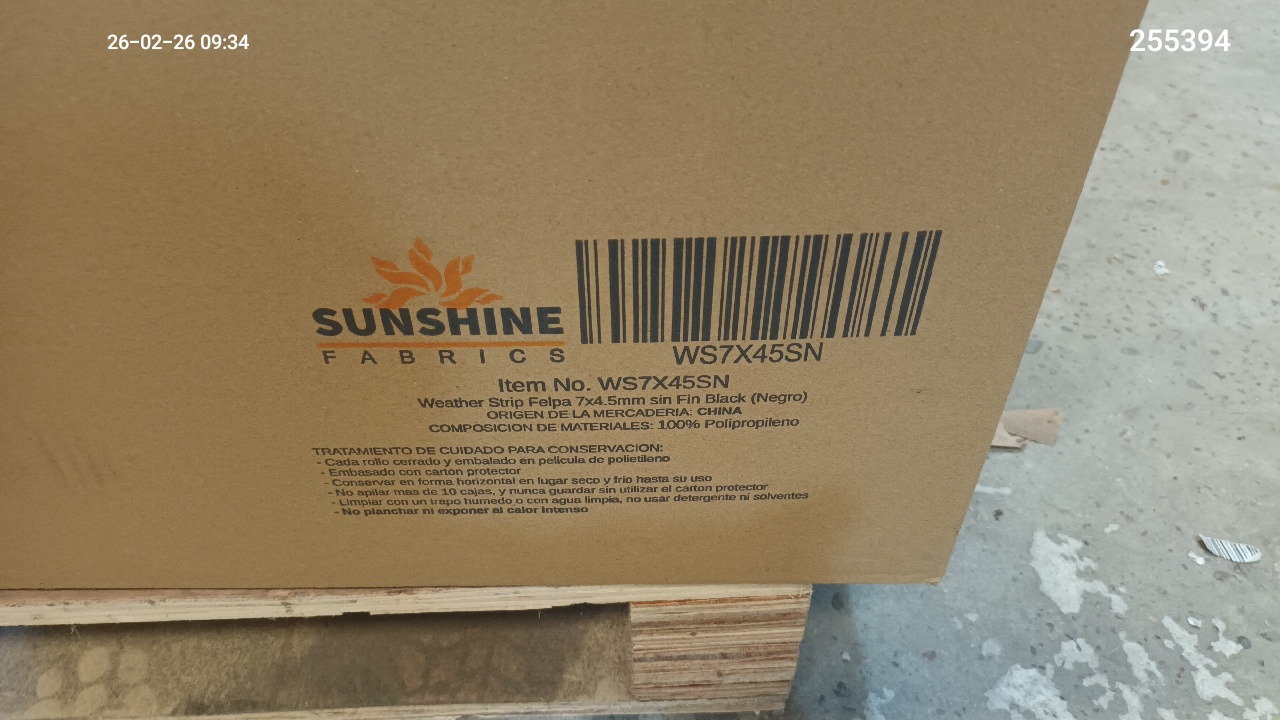 26-02-26 09:34
255394
SUNSHINE
FABRICS
WS7X45SN
Item No. WS7X45SN
Weather Strip Felpa 7x4.5mm sin Fin Black (Negro)
ORIGEN DE LA MERCADERIA: CHINA
COMPOSICION DE MATERIALES: 100% Polipropileno
TRATAMIENTO DE CUIDADO PARA CONSERVACION:
- Cada rollo cerrado y embalado en pelicula de polietileno
- Embasado con carton protector
- Conservar en forma horizontal en lugar seco y frio hasta su uso
- No apilar mas de 10 cajas, y nunca guardar sin utilizar el carton protector
- Limpiar con un trapo humedo o con agua limpia, no usar detergente ni solventes
- No planchar ni exponer al calor intenso